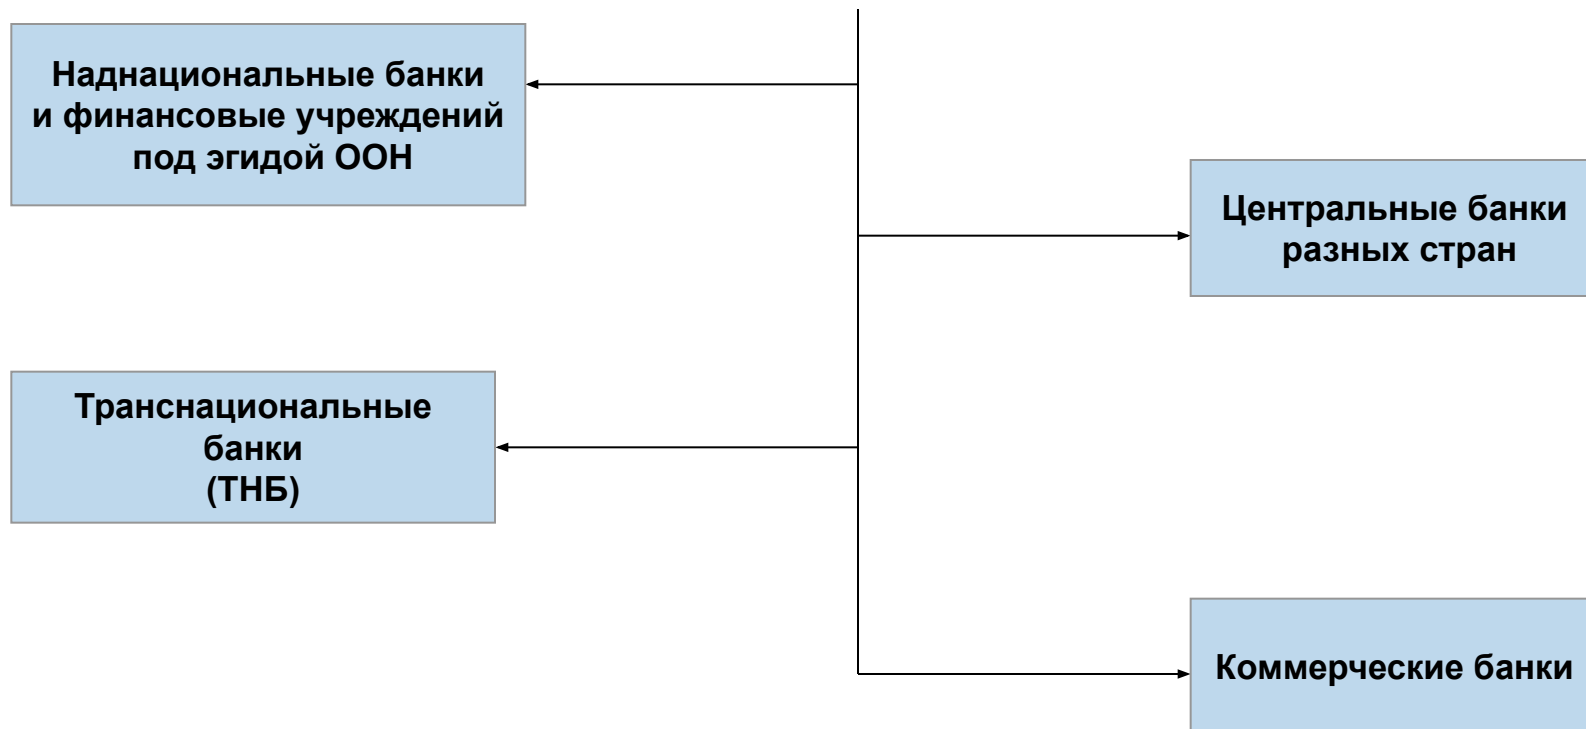 Наднациональные банки
и финансовые учреждений
под эгидой ООН
Центральные банки
разных стран
Транснациональные
банки
(ТНБ)
Коммерческие банки